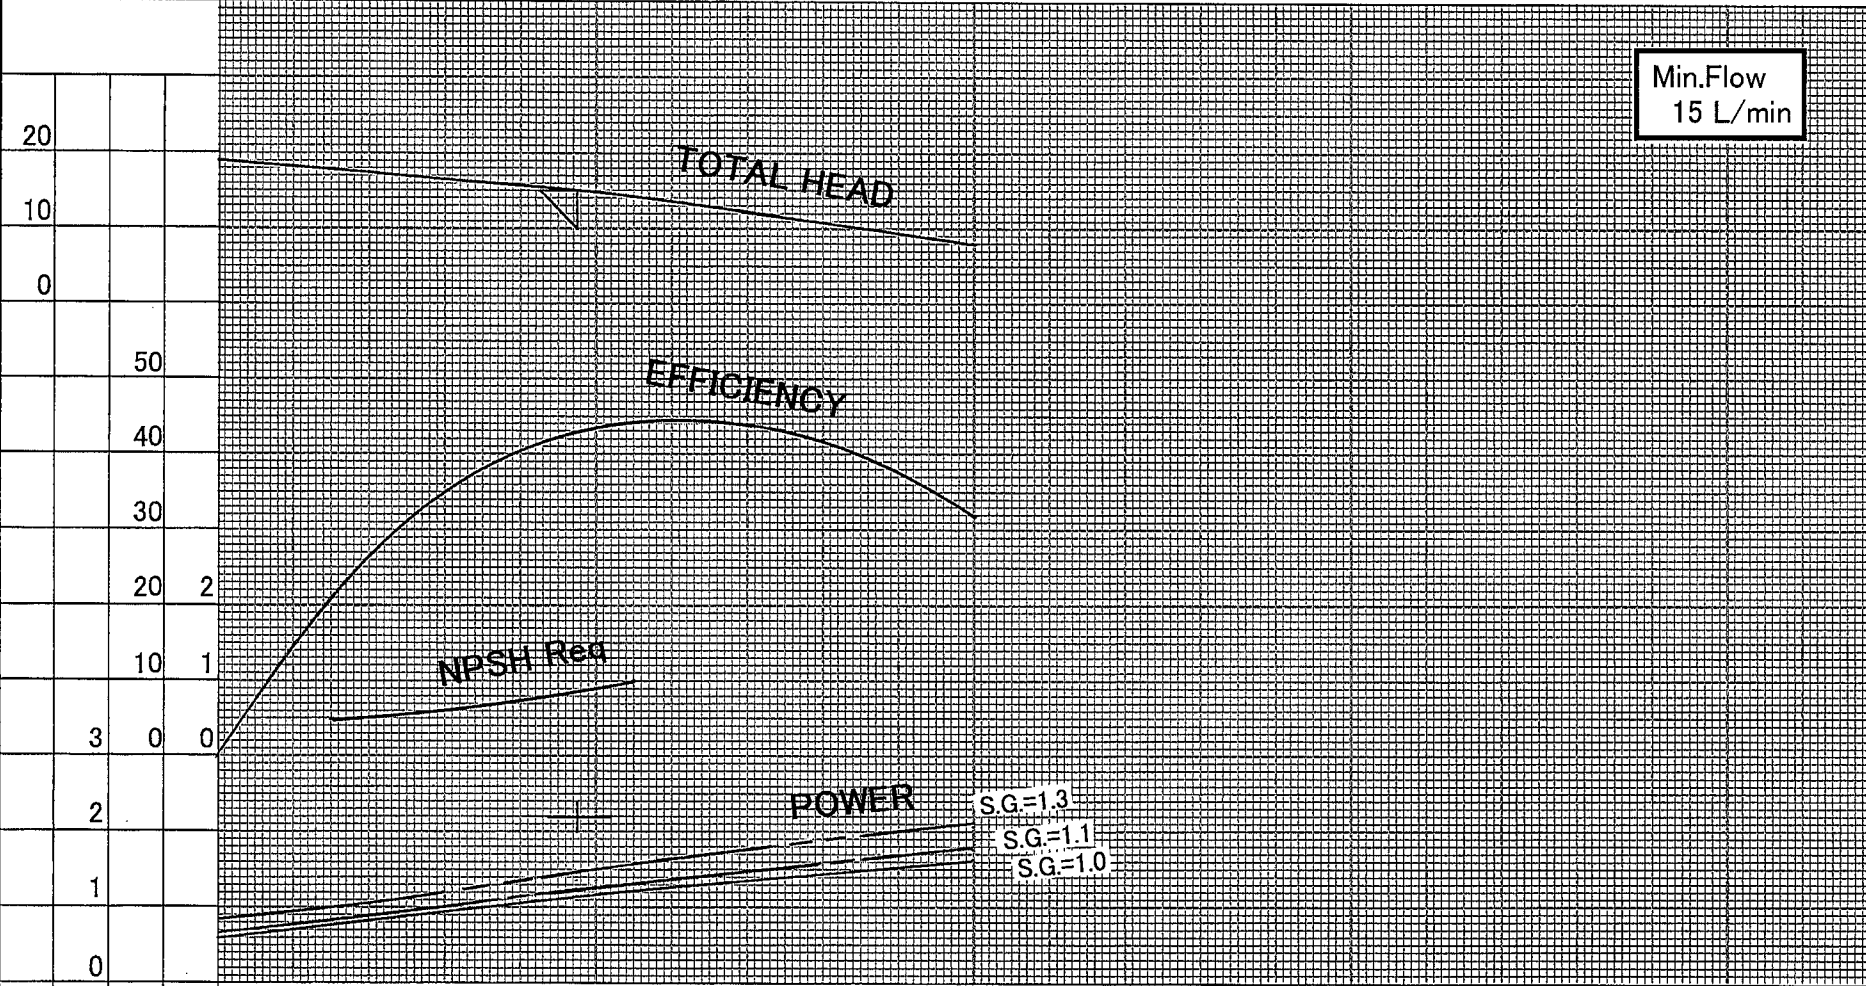 Min.Flow
15 L/min
20
10
0
TOTAL HEAD
50
40
30
20 2
10 1
3 0 0
EFFICIENCY
NPSH Req
2
1
0
POWER
S.G.=1.3
S.G.=1.1
S.G.=1.0